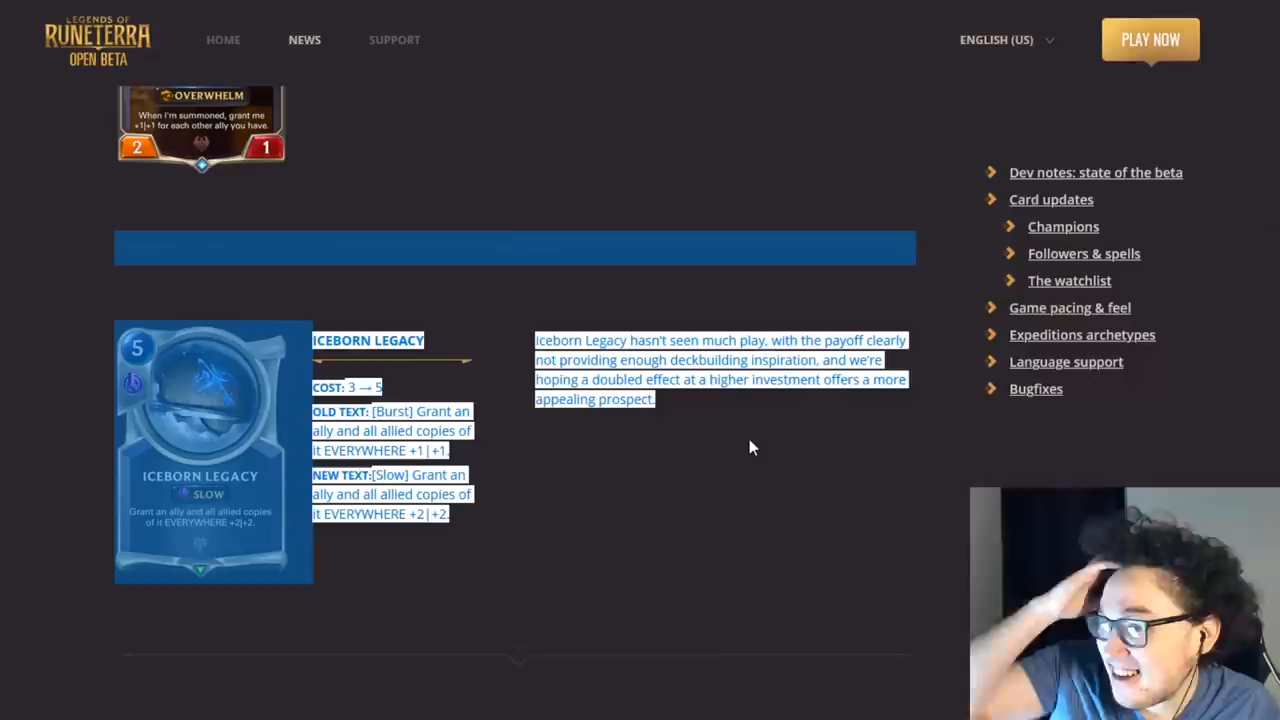 LEGENDS OF
RUNETERRA
OPEN BETA
HOME
NEWS
SUPPORT
ENGLISH (US)
PLAY NOW
OVERWHELM
When I'm summoned, grant me
+1|+1 for each other ally you have.
2
1
Dev notes: state of the beta
Card updates
Champions
Followers & spells
The watchlist
Game pacing & feel
Expeditions archetypes
Language support
Bugfixes
5
ICEBORN LEGACY
SLOW
Grant an ally and all allied copies
of it EVERYWHERE +2|+2.
ICEBORN LEGACY
COST: 3 → 5
OLD TEXT: [Burst] Grant an
ally and all allied copies of
it EVERYWHERE +1|+1.
NEW TEXT:[Slow] Grant an
ally and all allied copies of
it EVERYWHERE +2|+2.
Iceborn Legacy hasn't seen much play, with the payoff clearly
not providing enough deckbuilding inspiration, and we're
hoping a doubled effect at a higher investment offers a more
appealing prospect.